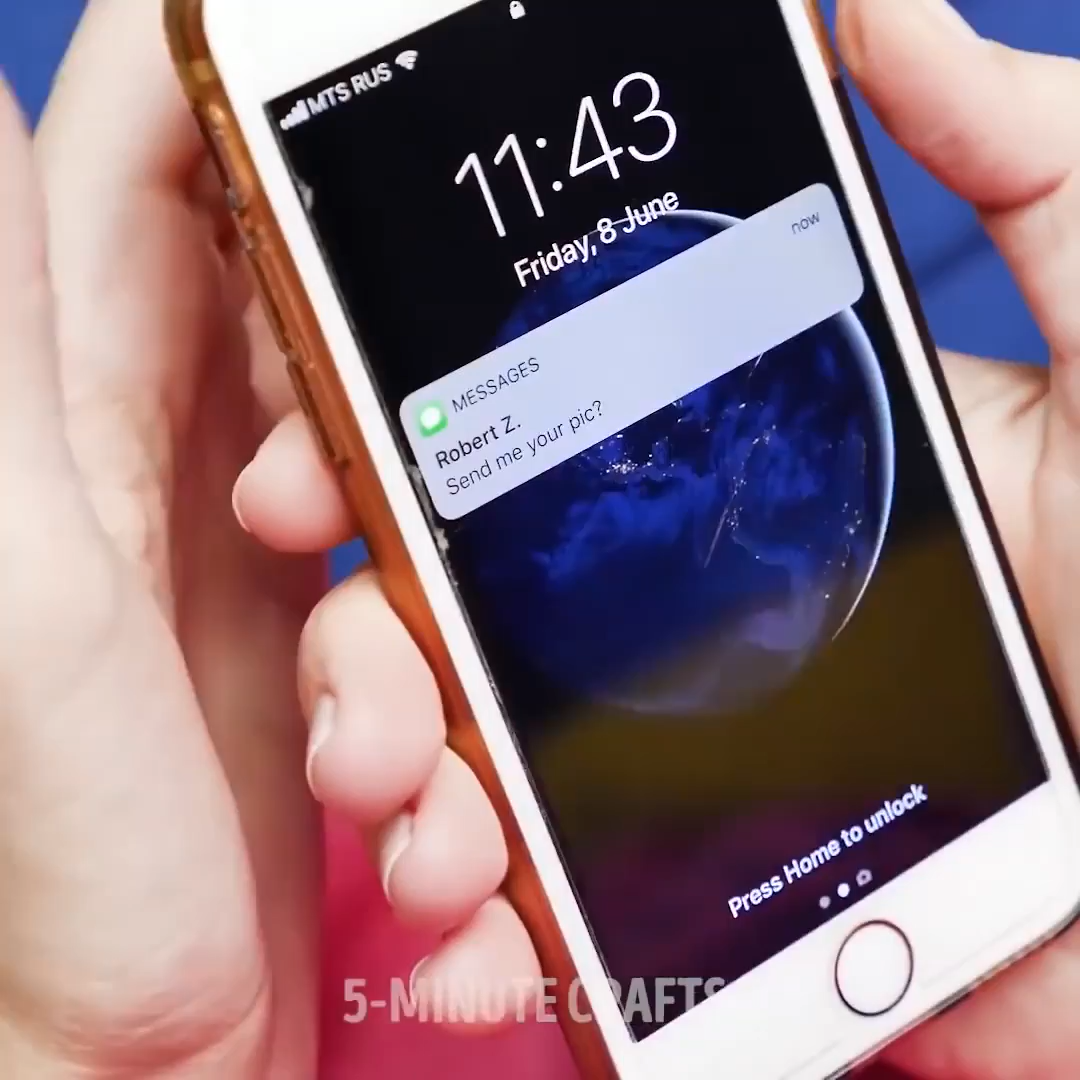 MTS RUS
11:43
Friday, 8 June
MESSAGES
now
Robert Z.
Send me your pic?
Press Home to unlock
5-MINUTE CRAFTS